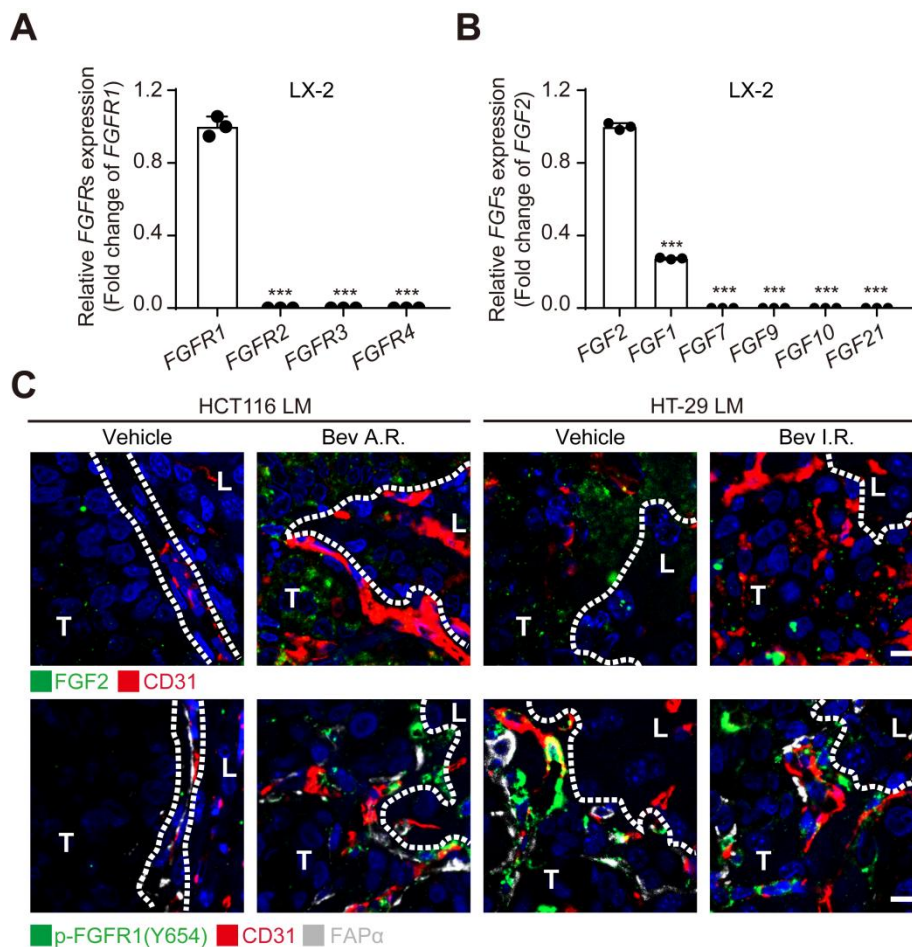 A
LX-2
Relative FGFRs expression
(Fold change of FGFR1)
1.2
0.8
0.4
0.0
***
***
***
FGFR1
FGFR2
FGFR3
FGFR4
B
LX-2
Relative FGFs expression
(Fold change of FGF2)
1.2
0.8
0.4
0.0
***
***
***
***
***
FGF2
FGF1
FGF7
FGF9
FGF10
FGF21
C
HCT116 LM
HT-29 LM
Vehicle
Bev A.R.
Vehicle
Bev I.R.
L
T
L
T
L
T
L
T
FGF2 CD31
L
T
L
T
L
T
L
T
p-FGFR1(Y654) CD31 FAPα